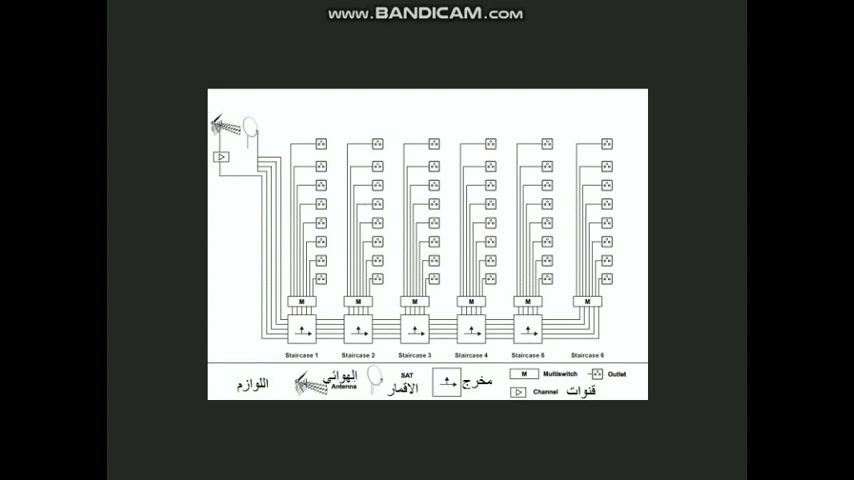 www.BANDICAM.com
M M M M M M
Staircase 1 Staircase 2 Staircase 3 Staircase 4 Staircase 5 Staircase 6
اللوازم
الهوائي
Antenna
SAT
الاقمار
مخرج
M Multiswitch Outlet
Channel قنوات